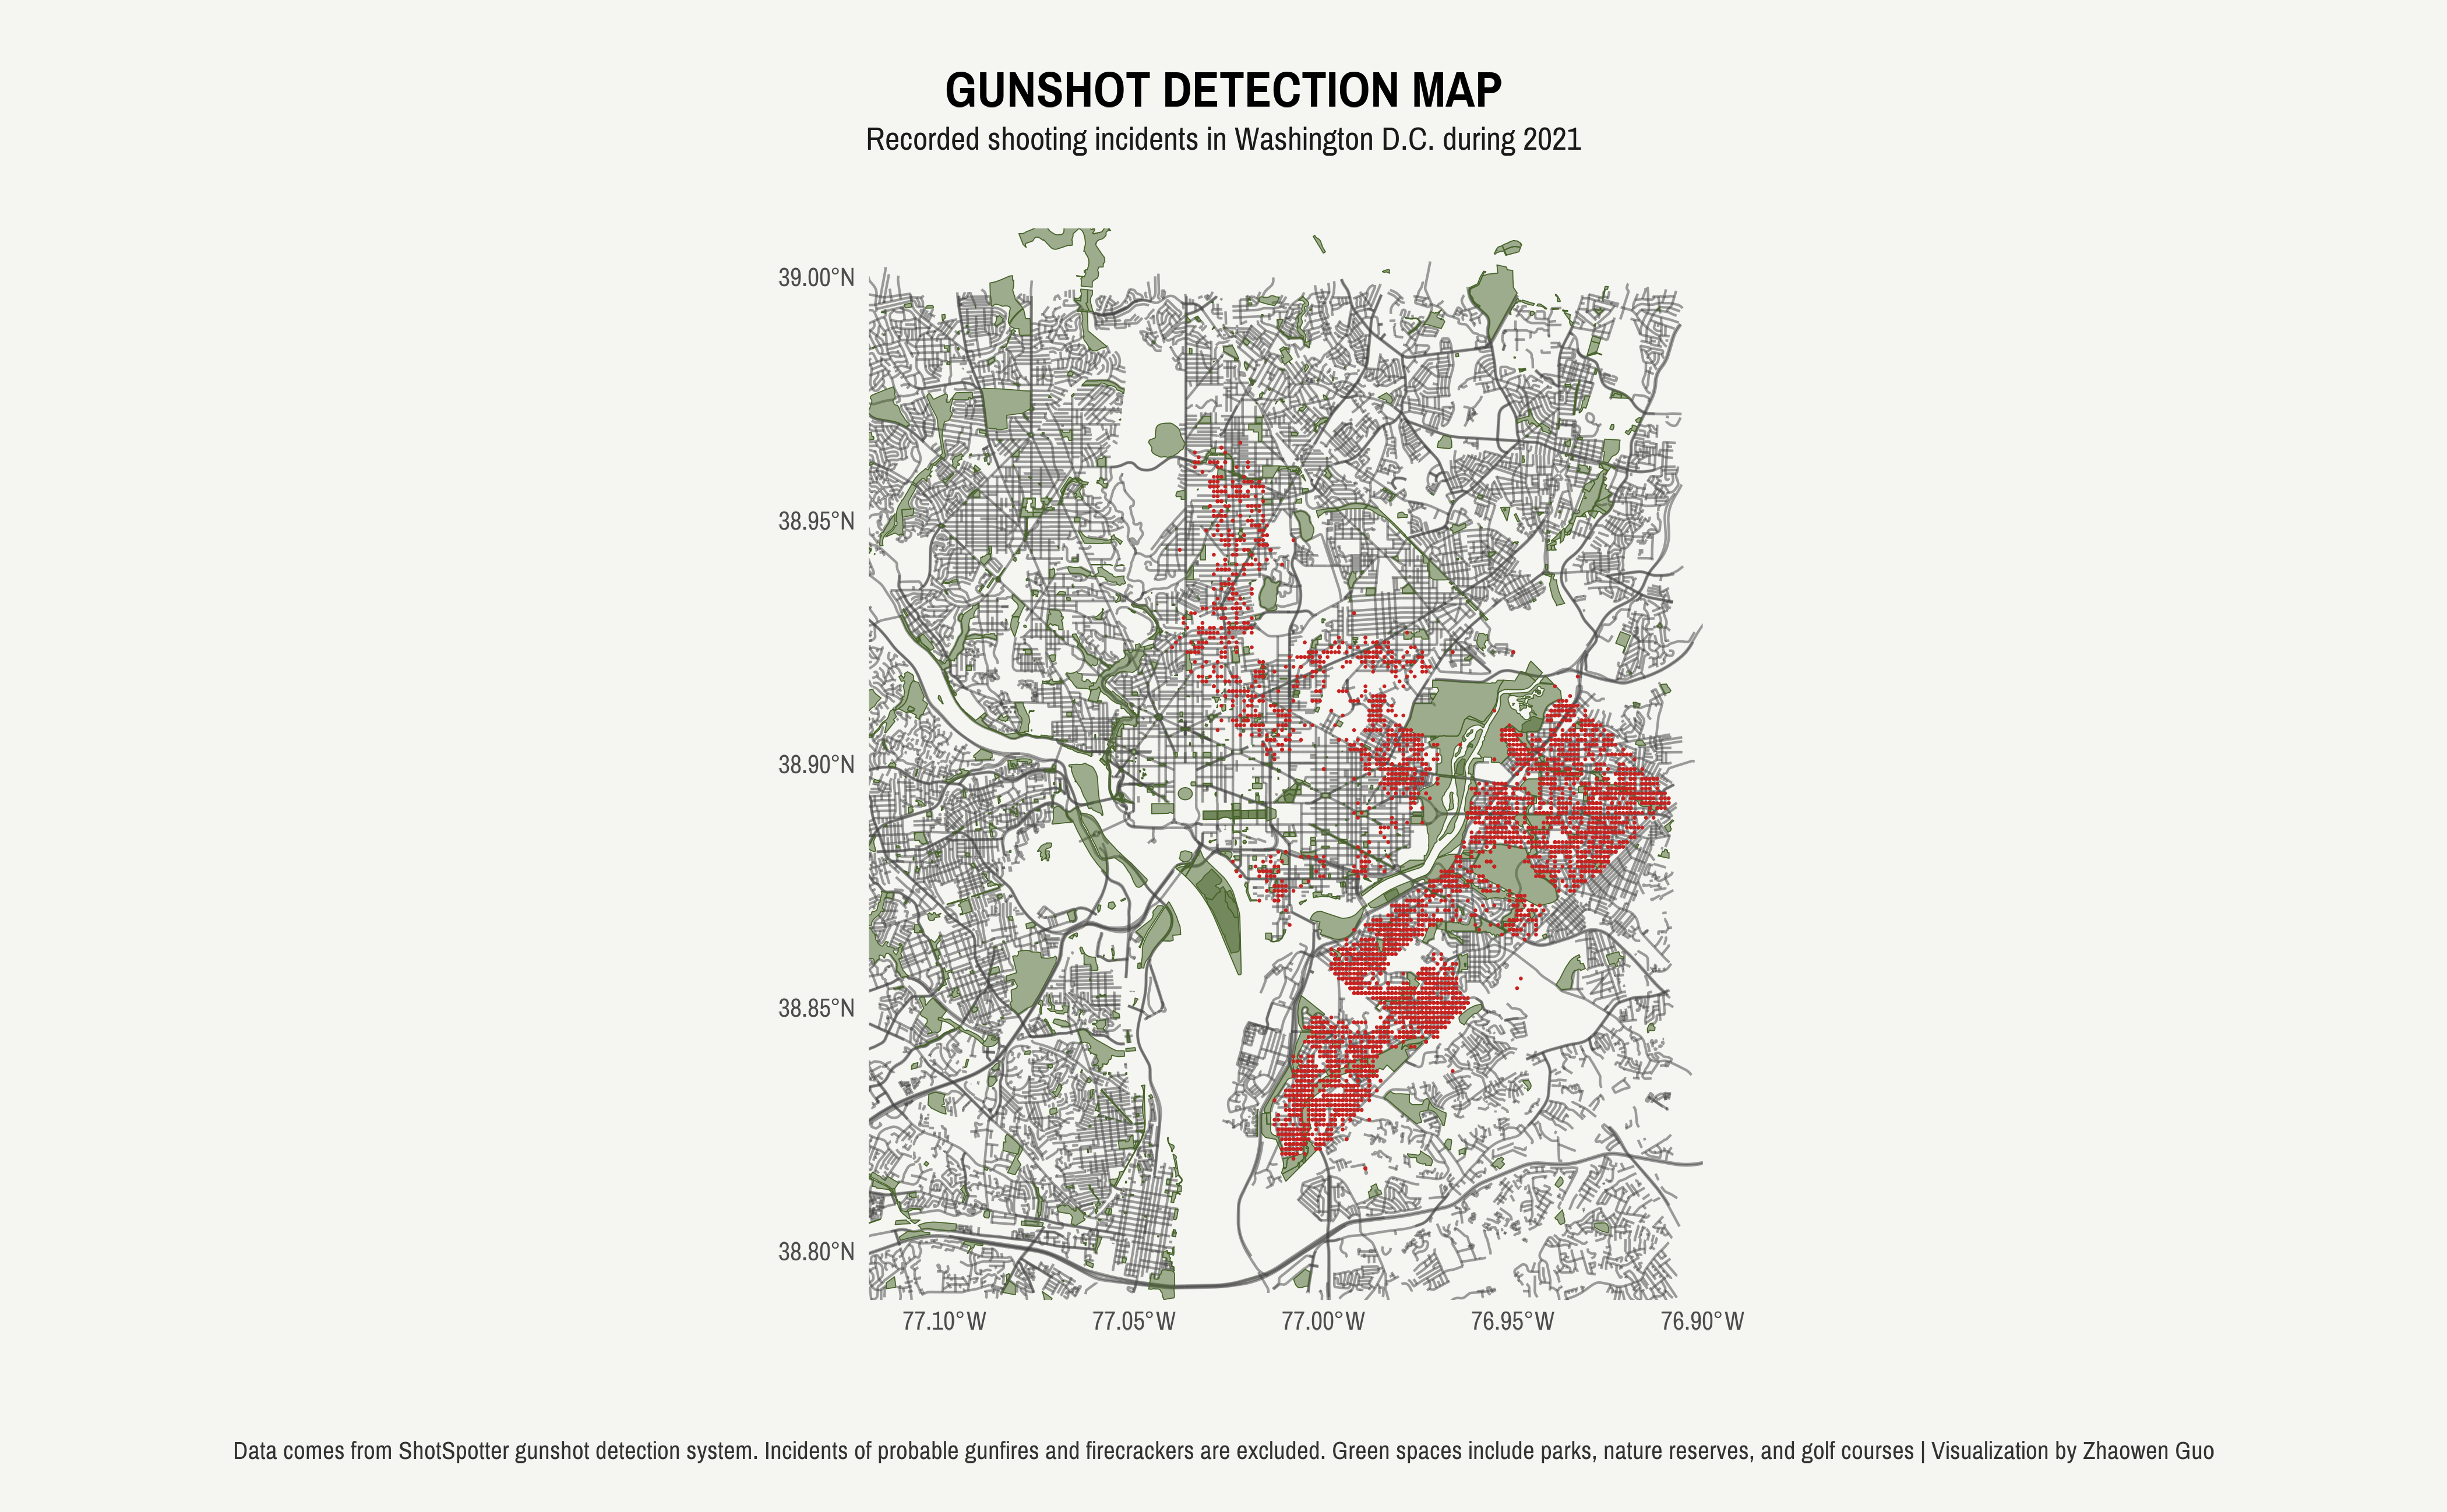 GUNSHOT DETECTION MAP
Recorded shooting incidents in Washington D.C. during 2021
39.00°N
38.95°N
38.90°N
38.85°N
38.80°N
77.10°W 77.05°W 77.00°W 76.95°W 76.90°W
Data comes from ShotSpotter gunshot detection system. Incidents of probable gunfires and firecrackers are excluded. Green spaces include parks, nature reserves, and golf courses | Visualization by Zhaowen Guo